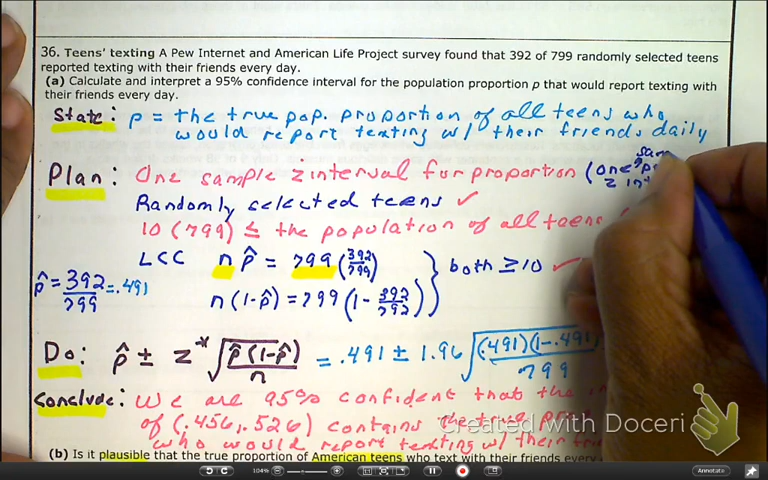 36. Teens' texting A Pew Internet and American Life Project survey found that 392 of 799 randomly selected teens
reported texting with their friends every day.
(a) Calculate and interpret a 95% confidence interval for the population proportion p that would report texting with
their friends every day.
State: p = the true pop. proportion of all teens who
would report texting w/ their friends daily
Plan: One sample z interval for proportion (one sam
z int
Randomly selected teens ✓
10 (799) ≤ the population of all teens
LCC n p̂ = 799 (392/799)
p̂ = 392/799 = .491
n(1-p̂) = 799 (1 - 392/799) } both ≥ 10 ✓
Do: p̂ ± z* √(p̂(1-p̂)/n) = .491 ± 1.96 √((.491)(1-.491)/799)
Conclude: We are 95% confident that the
of (.456, .526) contains the true
who would report texting w/ their
Created with Doceri
(b) Is it plausible that the true proportion of American teens who text with their friends every
104%
Annotate